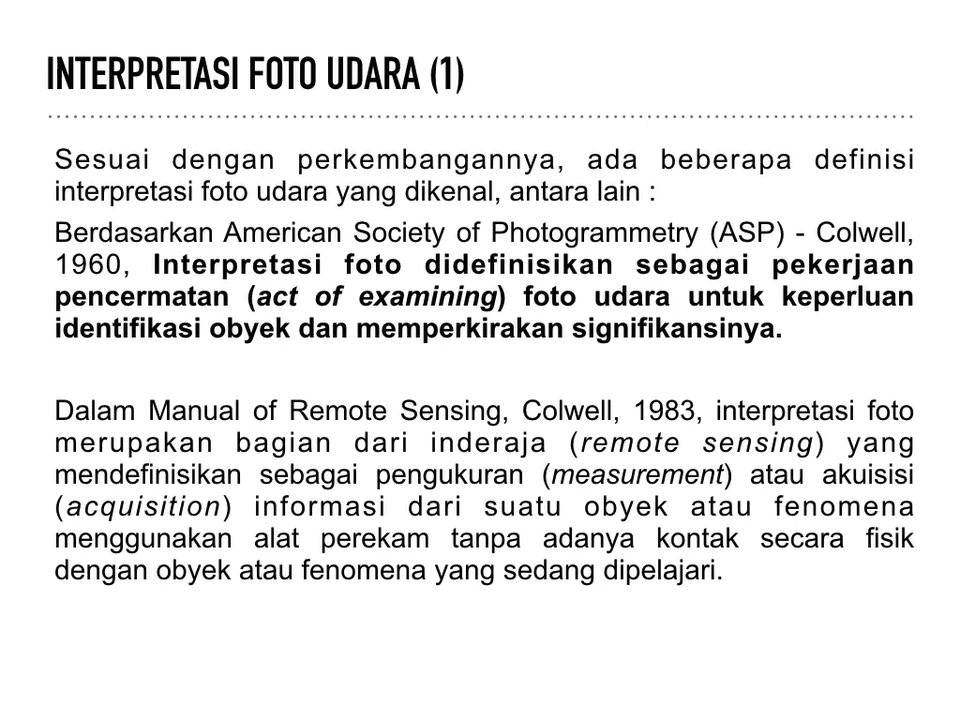 INTERPRETASI FOTO UDARA (1)
Sesuai dengan perkembangannya, ada beberapa definisi
interpretasi foto udara yang dikenal, antara lain :
Berdasarkan American Society of Photogrammetry (ASP) - Colwell,
1960, Interpretasi foto didefinisikan sebagai pekerjaan
pencermatan (act of examining) foto udara untuk keperluan
identifikasi obyek dan memperkirakan signifikansinya.
Dalam Manual of Remote Sensing, Colwell, 1983, interpretasi foto
merupakan bagian dari inderaja (remote sensing) yang
mendefinisikan sebagai pengukuran (measurement) atau akuisisi
(acquisition) informasi dari suatu obyek atau fenomena
menggunakan alat perekam tanpa adanya kontak secara fisik
dengan obyek atau fenomena yang sedang dipelajari.